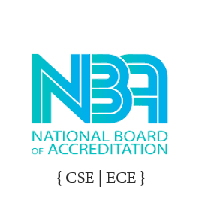 NBA
NATIONAL BOARD
OF ACCREDITATION
{ CSE | ECE }